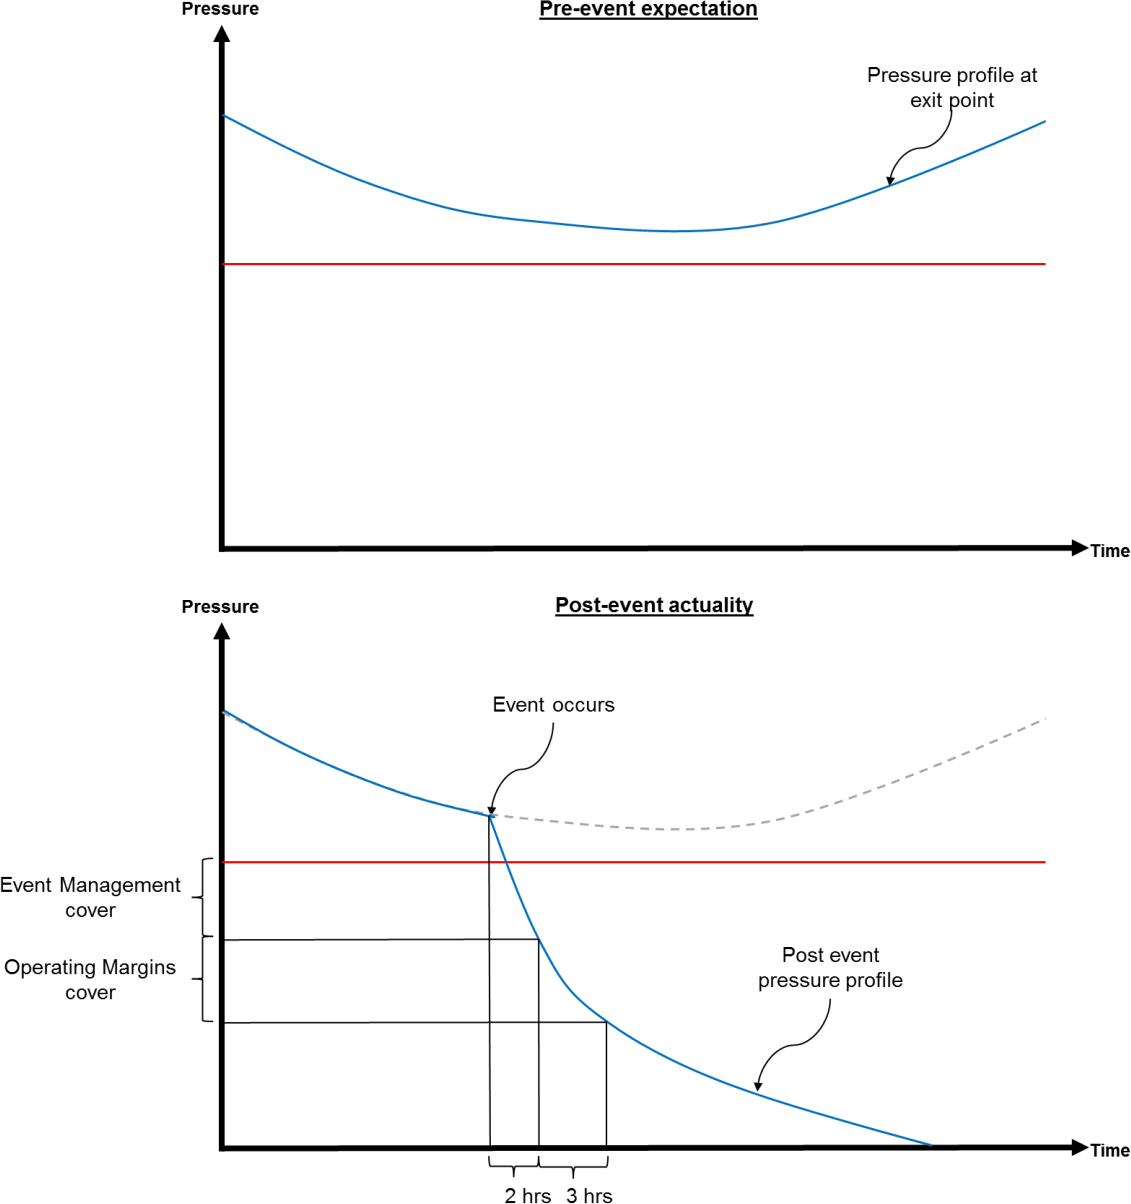 Pressure
Pre-event expectation
Pressure profile at
exit point
Time
Pressure
Post-event actuality
Event occurs
Event Management
cover
Operating Margins
cover
Post event
pressure profile
Time
2 hrs
3 hrs